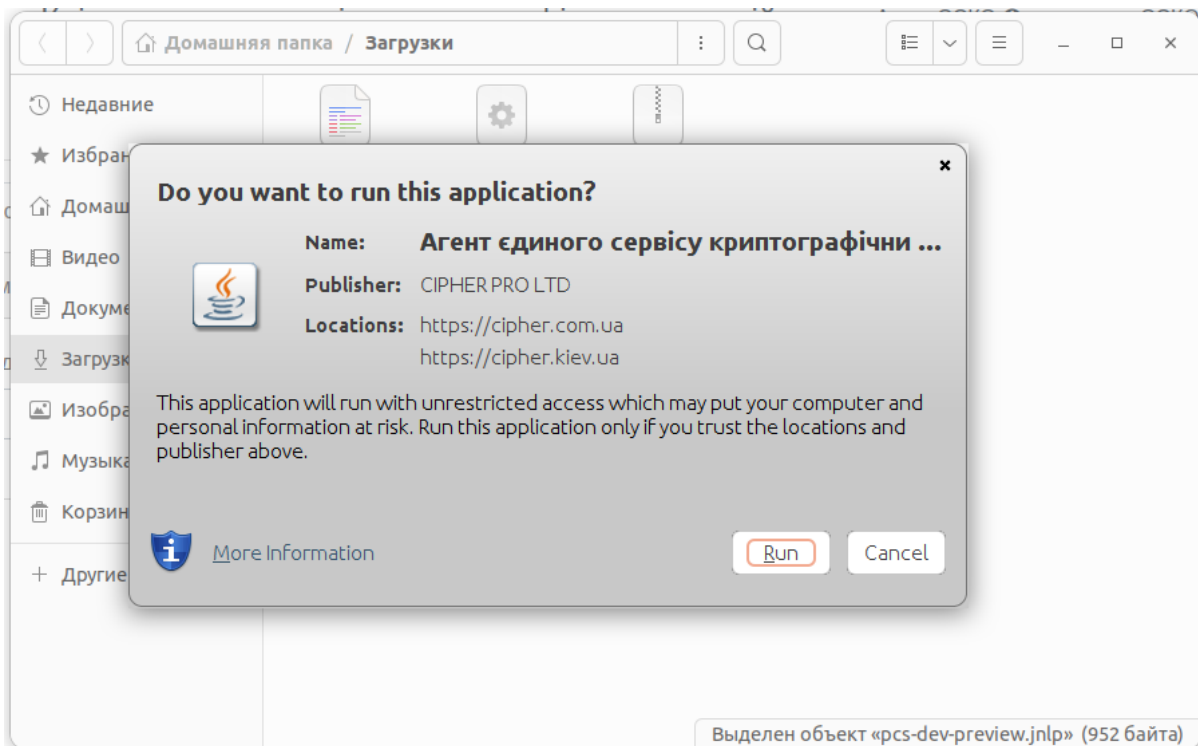 Домашняя папка / Загрузки
Недавние
Избран
Домаш
Видео
Докуме
Загрузк
Изобра
Музыка
Корзин
Другие
Do you want to run this application?
Name: Агент єдиного сервісу криптографічни ...
Publisher: CIPHER PRO LTD
Locations: https://cipher.com.ua
https://cipher.kiev.ua
This application will run with unrestricted access which may put your computer and
personal information at risk. Run this application only if you trust the locations and
publisher above.
More Information
Run
Cancel
Выделен объект «pcs-dev-preview.jnlp» (952 байта)